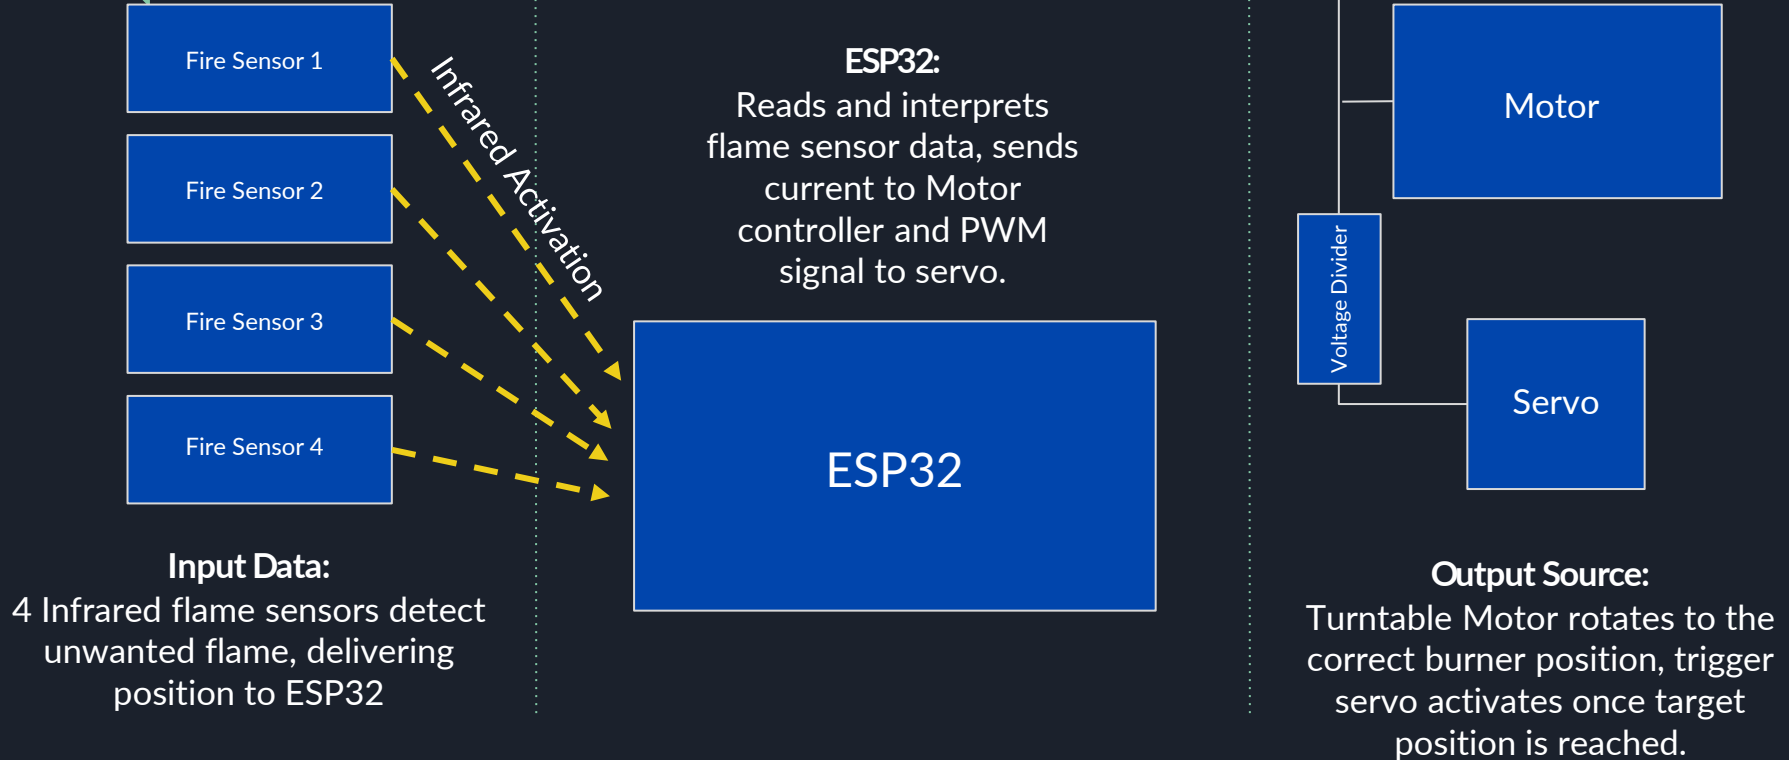 Fire Sensor 1
Fire Sensor 2
Fire Sensor 3
Fire Sensor 4
Infrared Activation
Input Data:
4 Infrared flame sensors detect
unwanted flame, delivering
position to ESP32
ESP32:
Reads and interprets
flame sensor data, sends
current to Motor
controller and PWM
signal to servo.
ESP32
Motor
Voltage Divider
Servo
Output Source:
Turntable Motor rotates to the
correct burner position, trigger
servo activates once target
position is reached.